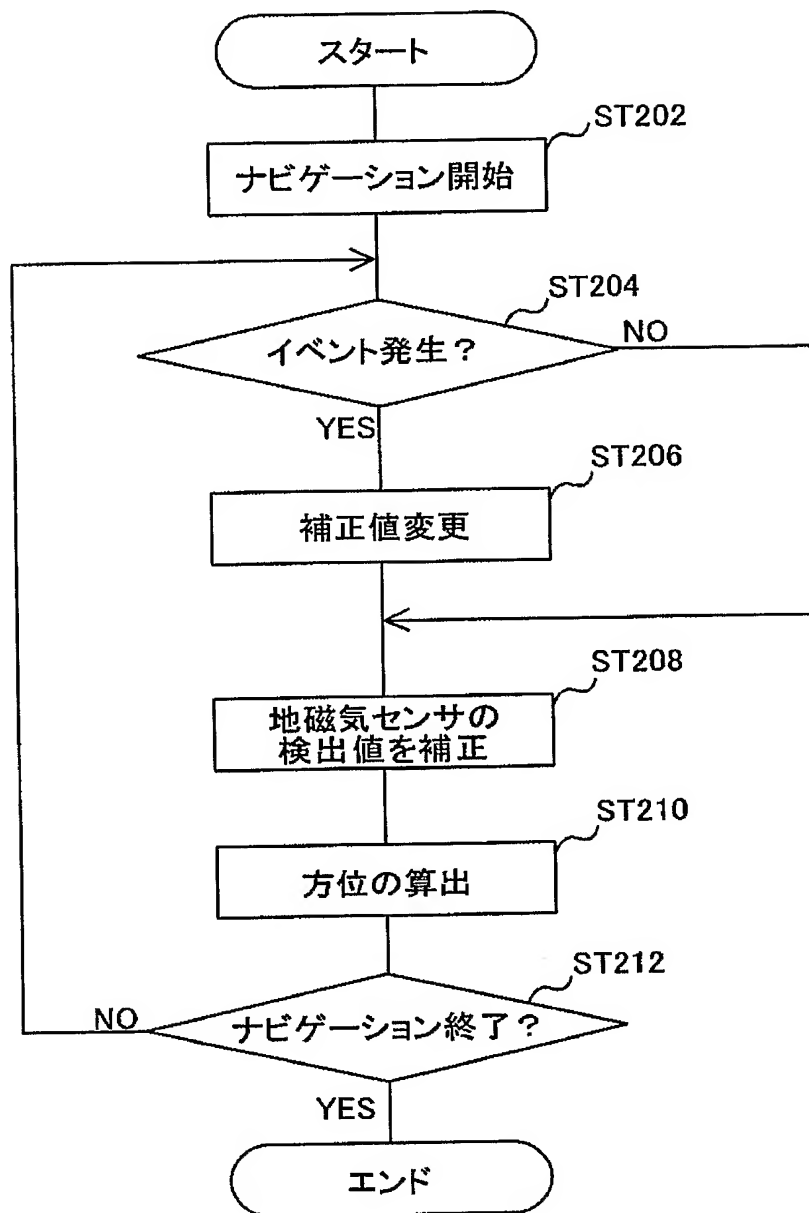 スタート
ST202
ナビゲーション開始
ST204
イベント発生？
NO
YES
ST206
補正値変更
ST208
地磁気センサの
検出値を補正
ST210
方位の算出
ST212
NO
ナビゲーション終了？
YES
エンド